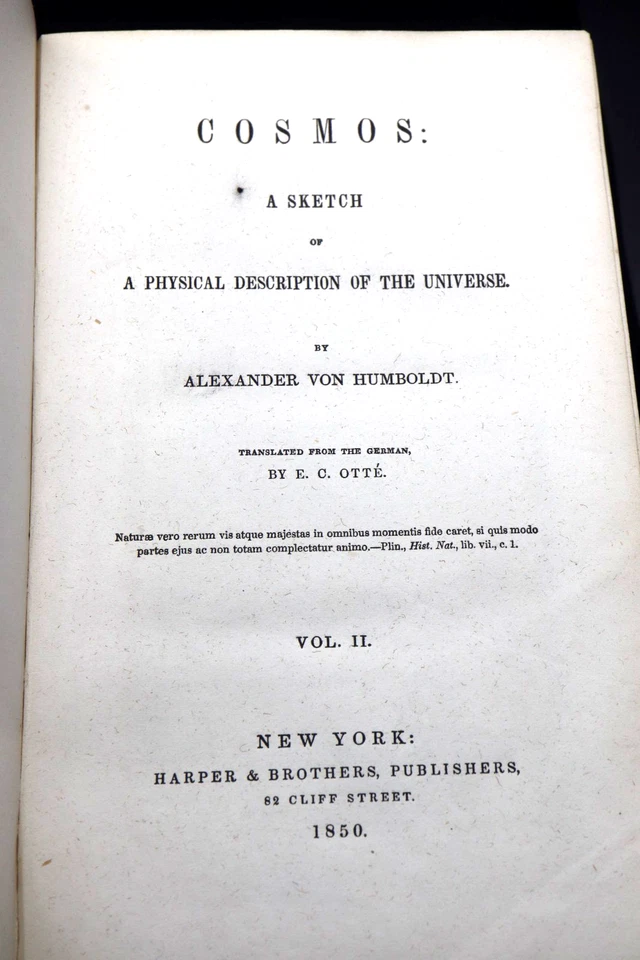 COSMOS:
A SKETCH
OF
A PHYSICAL DESCRIPTION OF THE UNIVERSE.
BY
ALEXANDER VON HUMBOLDT.
TRANSLATED FROM THE GERMAN,
BY E. C. OTTÉ.
Naturæ vero rerum vis atque majestas in omnibus momentis fide caret, si quis modo
partes ejus ac non totam complectatur animo.—Plin., Hist. Nat., lib. vii., c. 1.
VOL. II.
NEW YORK:
HARPER & BROTHERS, PUBLISHERS,
82 CLIFF STREET.
1850.